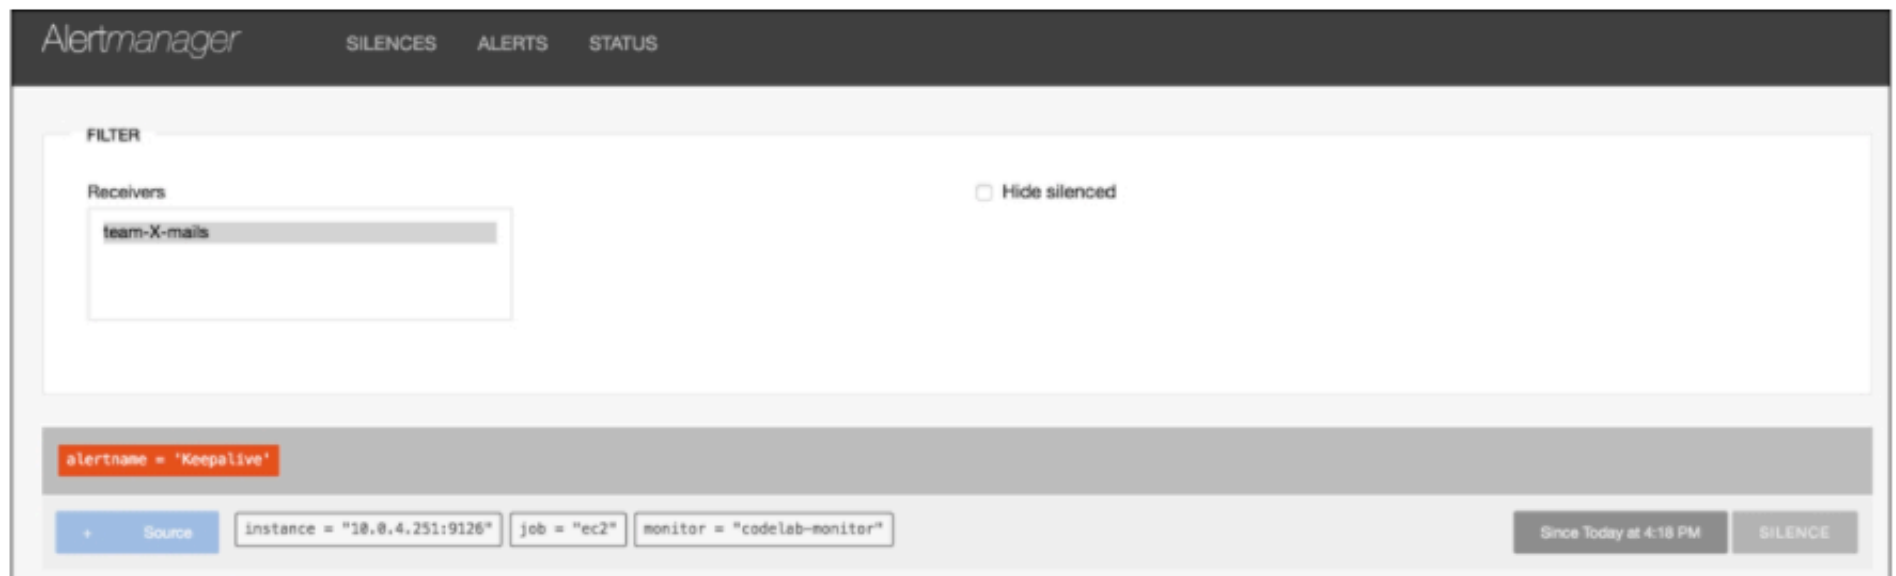 Alertmanager SILENCES ALERTS STATUS
FILTER
Receivers Hide silenced
team-X-mails
alertname = 'Keepalive'
+ Source instance = "10.0.4.251:9126" job = "ec2" monitor = "codelab-monitor" Since Today at 4:18 PM SILENCE